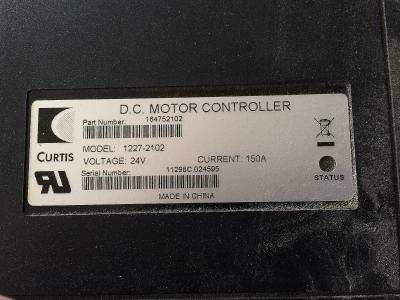 D.C. MOTOR CONTROLLER
Part Number: 164752102
MODEL: 1227-2102
CURTIS VOLTAGE: 24V CURRENT: 150A
Serial Number: 11298C.024595
STATUS
MADE IN CHINA